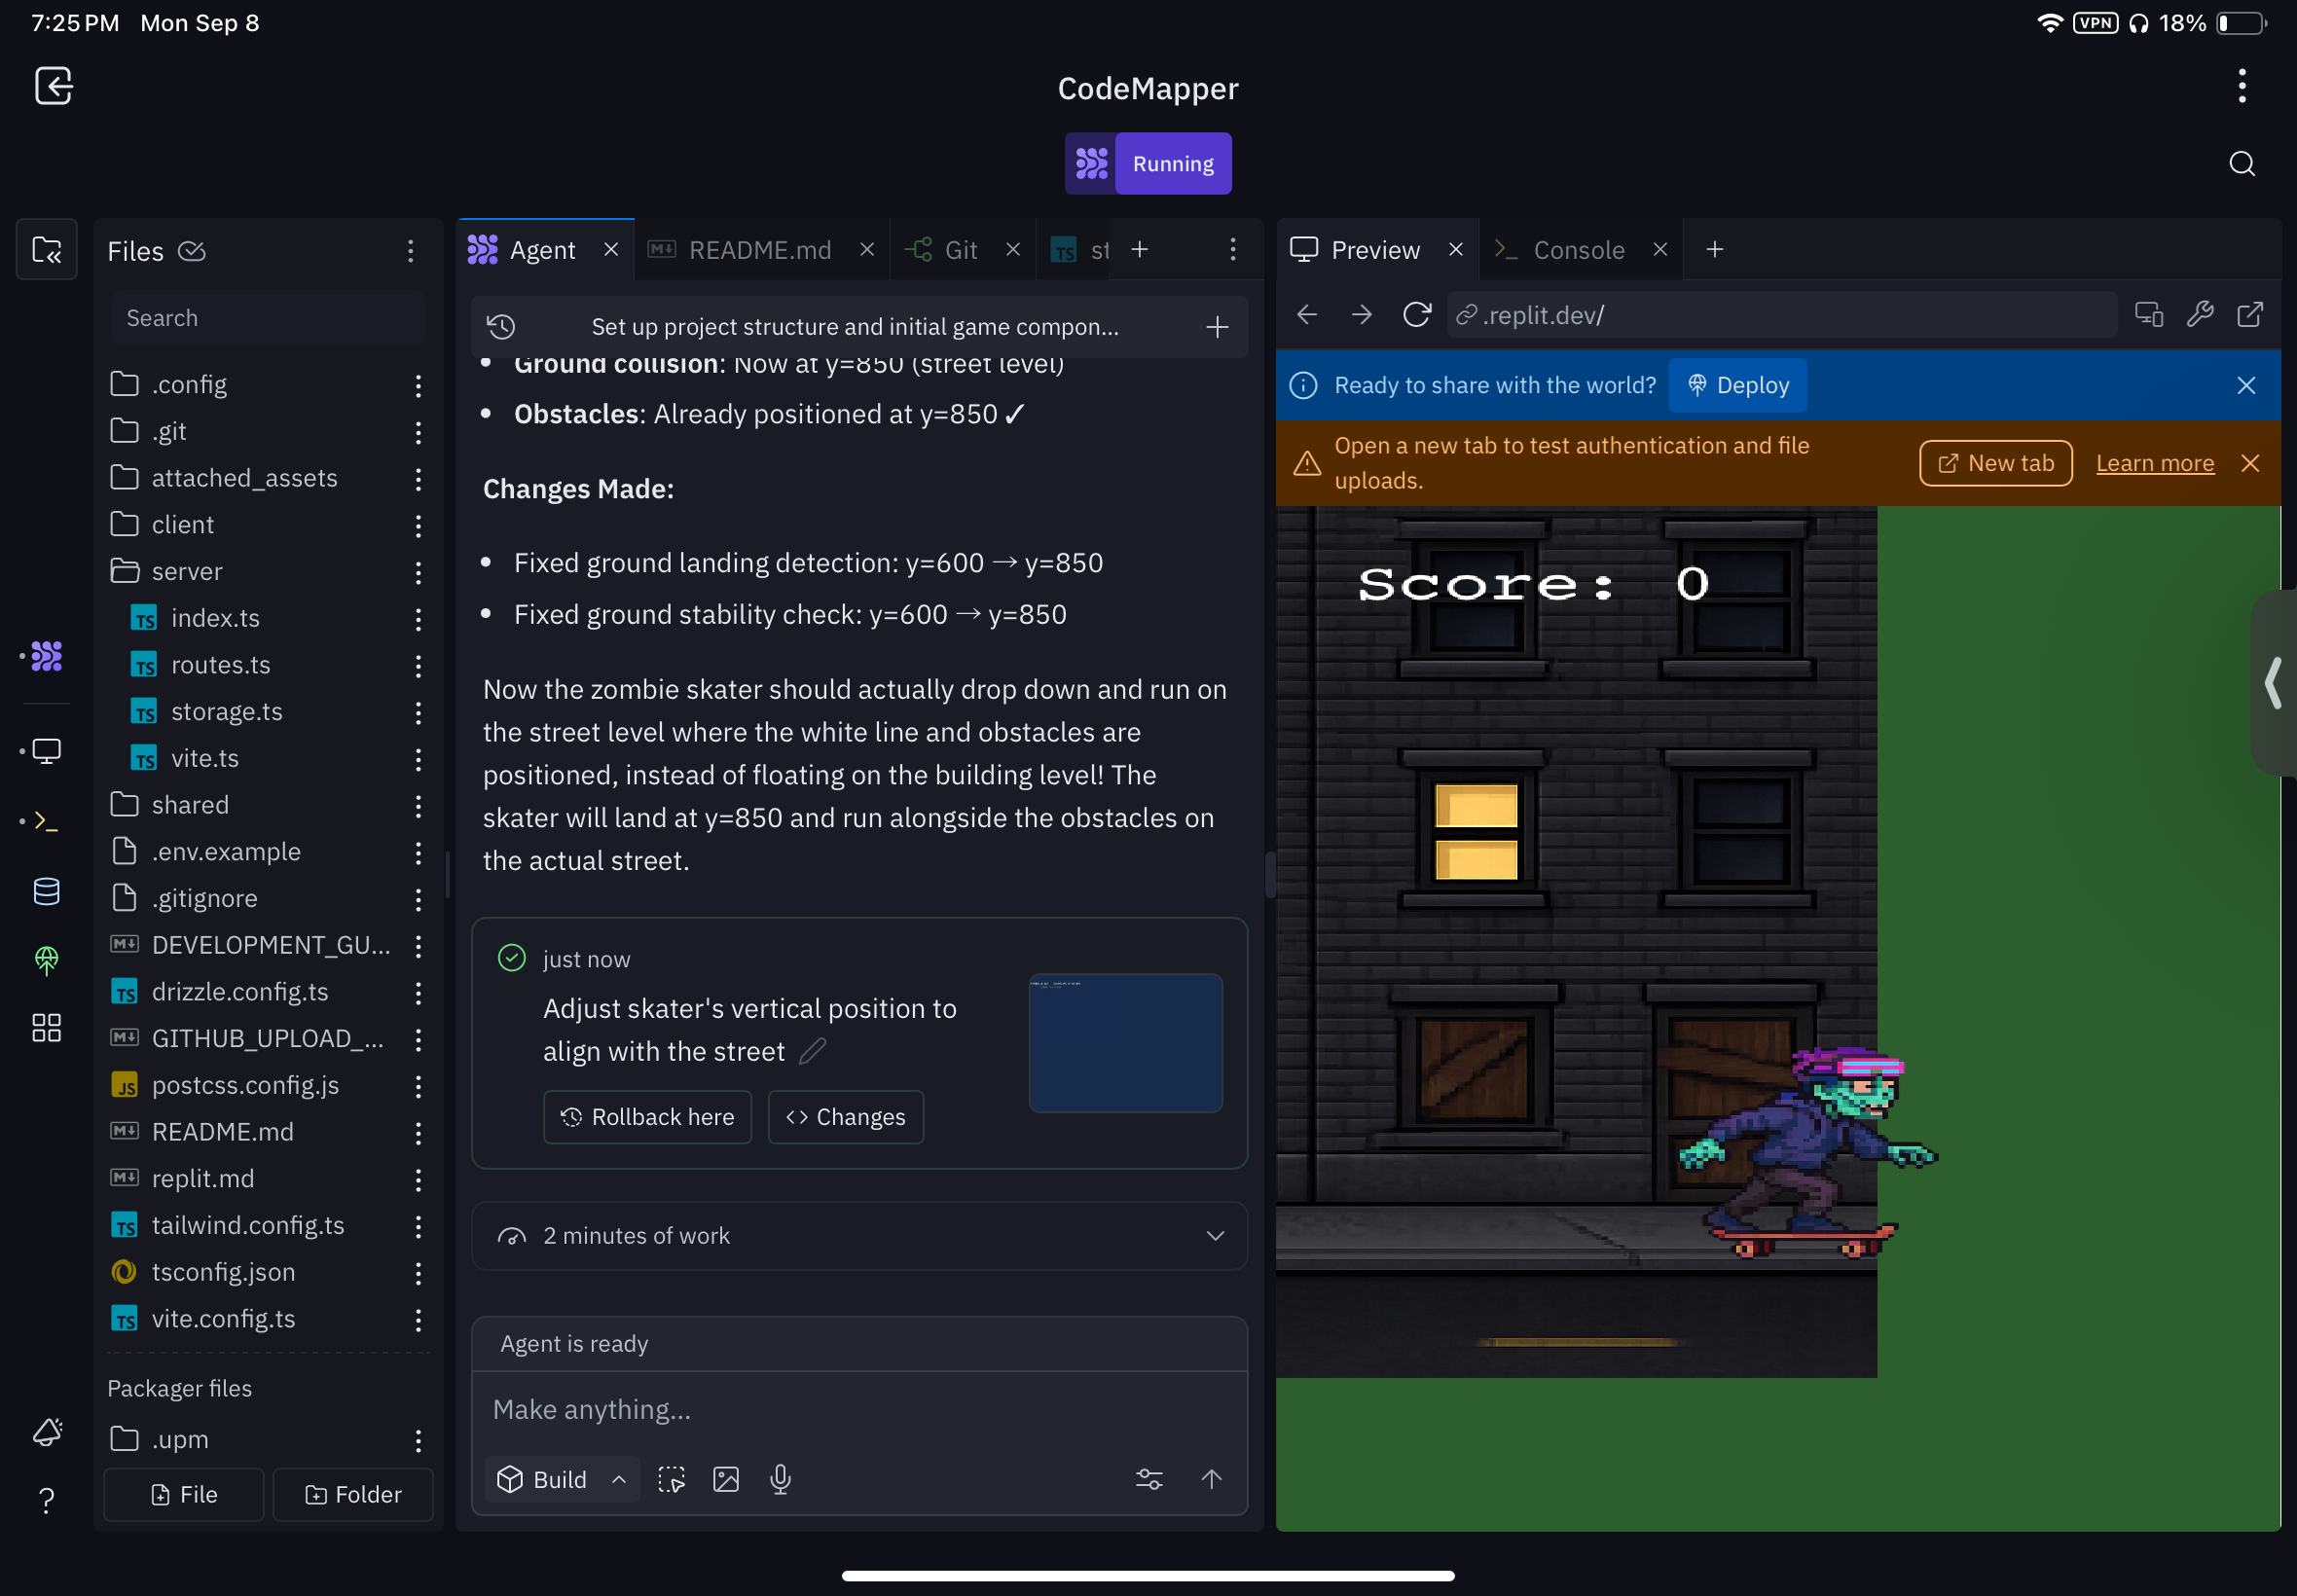 7:25 PM Mon Sep 8
VPN 18%
CodeMapper
Running
Files
Search
.config
.git
attached_assets
client
server
TS index.ts
TS routes.ts
TS storage.ts
TS vite.ts
shared
.env.example
.gitignore
M↓ DEVELOPMENT_GU...
TS drizzle.config.ts
M↓ GITHUB_UPLOAD_...
JS postcss.config.js
M↓ README.md
M↓ replit.md
TS tailwind.config.ts
tsconfig.json
TS vite.config.ts
Packager files
.upm
File Folder
Agent M↓ README.md Git TS st
Set up project structure and initial game compon...
• Ground collision: Now at y=850 (street level)
• Obstacles: Already positioned at y=850 ✓
Changes Made:
• Fixed ground landing detection: y=600 → y=850
• Fixed ground stability check: y=600 → y=850
Now the zombie skater should actually drop down and run on
the street level where the white line and obstacles are
positioned, instead of floating on the building level! The
skater will land at y=850 and run alongside the obstacles on
the actual street.
just now
Adjust skater's vertical position to
align with the street
Rollback here <> Changes
2 minutes of work
Agent is ready
Make anything...
Build
Preview Console
.replit.dev/
Ready to share with the world? Deploy
Open a new tab to test authentication and file
uploads.
New tab Learn more
Score: 0